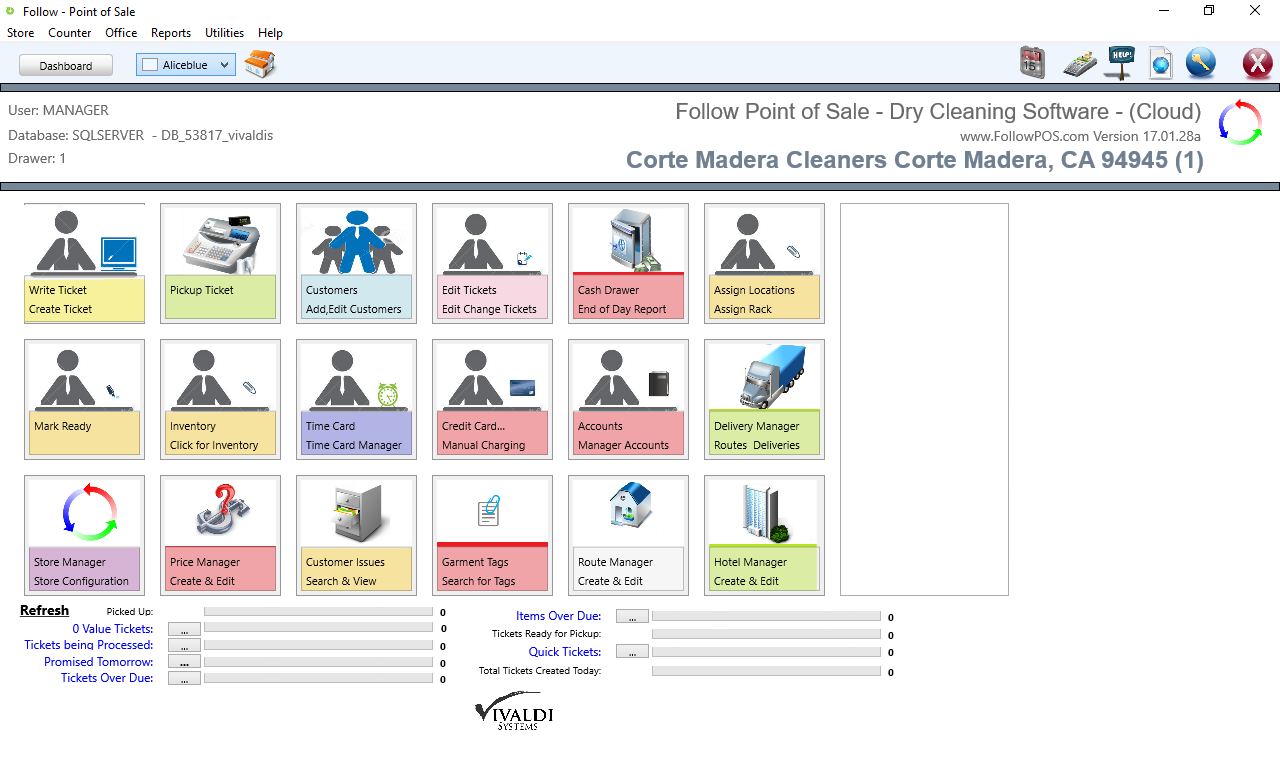 Follow - Point of Sale
Store Counter Office Reports Utilities Help
Dashboard
Aliceblue
15
HELP!
User: MANAGER
Database: SQLSERVER - DB_53817_vivaldis
Drawer: 1
Follow Point of Sale - Dry Cleaning Software - (Cloud)
www.FollowPOS.com Version 17.01.28a
Corte Madera Cleaners Corte Madera, CA 94945 (1)
Write Ticket
Create Ticket
Pickup Ticket
Customers
Add,Edit Customers
Edit Tickets
Edit Change Tickets
Cash Drawer
End of Day Report
Assign Locations
Assign Rack
Mark Ready
Inventory
Click for Inventory
Time Card
Time Card Manager
Credit Card...
Manual Charging
Accounts
Manager Accounts
Delivery Manager
Routes Deliveries
Store Manager
Store Configuration
Price Manager
Create & Edit
Customer Issues
Search & View
Garment Tags
Search for Tags
Route Manager
Create & Edit
Hotel Manager
Create & Edit
Refresh
Picked Up: 0
0 Value Tickets: ... 0
Tickets being Processed: ... 0
Promised Tomorrow: ... 0
Tickets Over Due: ... 0
Items Over Due: ... 0
Tickets Ready for Pickup: 0
Quick Tickets: ... 0
Total Tickets Created Today: 0
VIVALDI
SYSTEMS